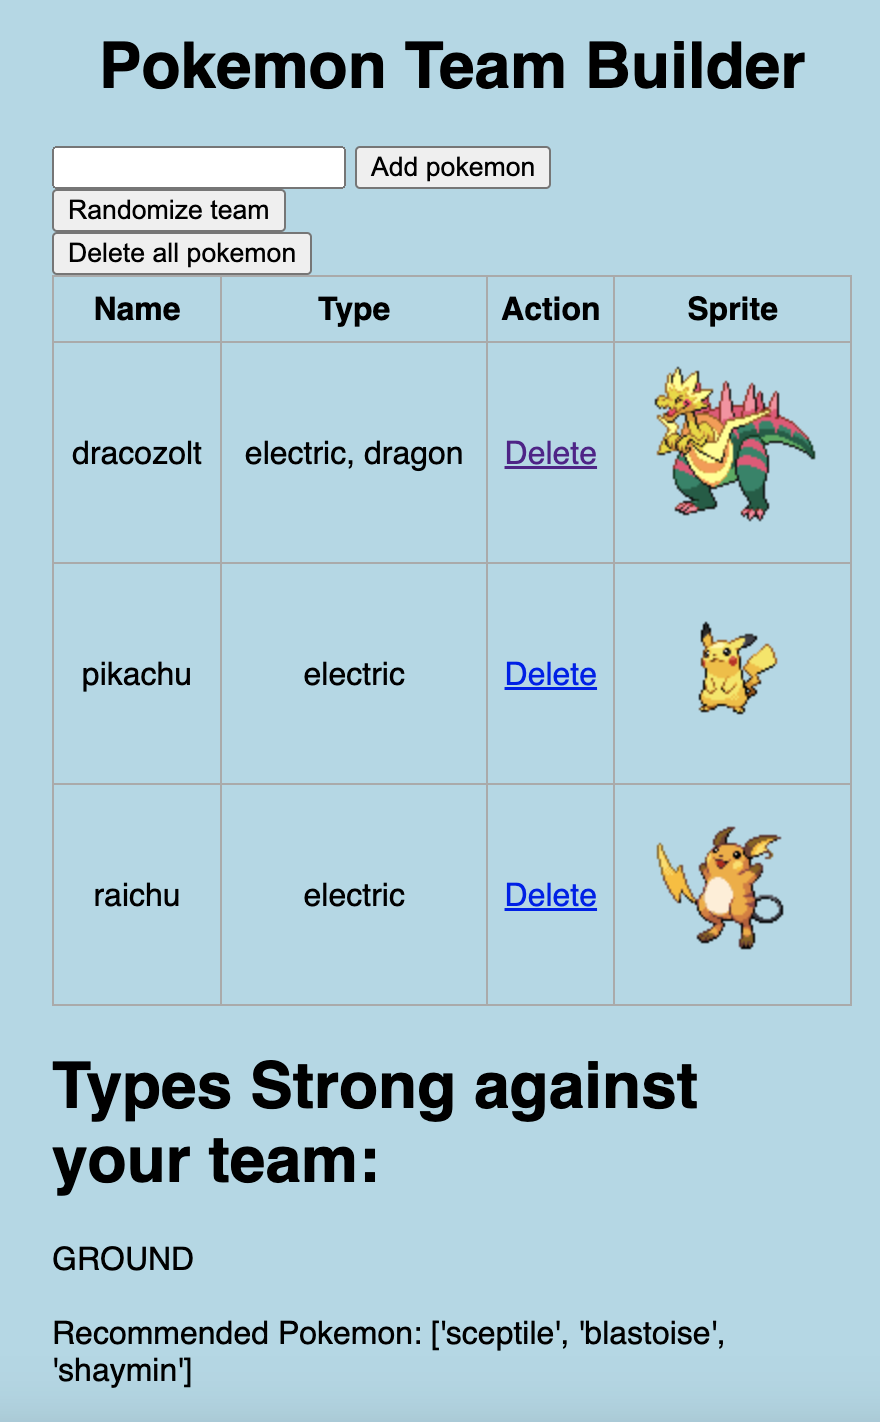 Pokemon Team Builder
Add pokemon
Randomize team
Delete all pokemon
Name Type Action Sprite
dracozolt electric, dragon Delete
pikachu electric Delete
raichu electric Delete
Types Strong against
your team:
GROUND
Recommended Pokemon: ['sceptile', 'blastoise',
'shaymin']